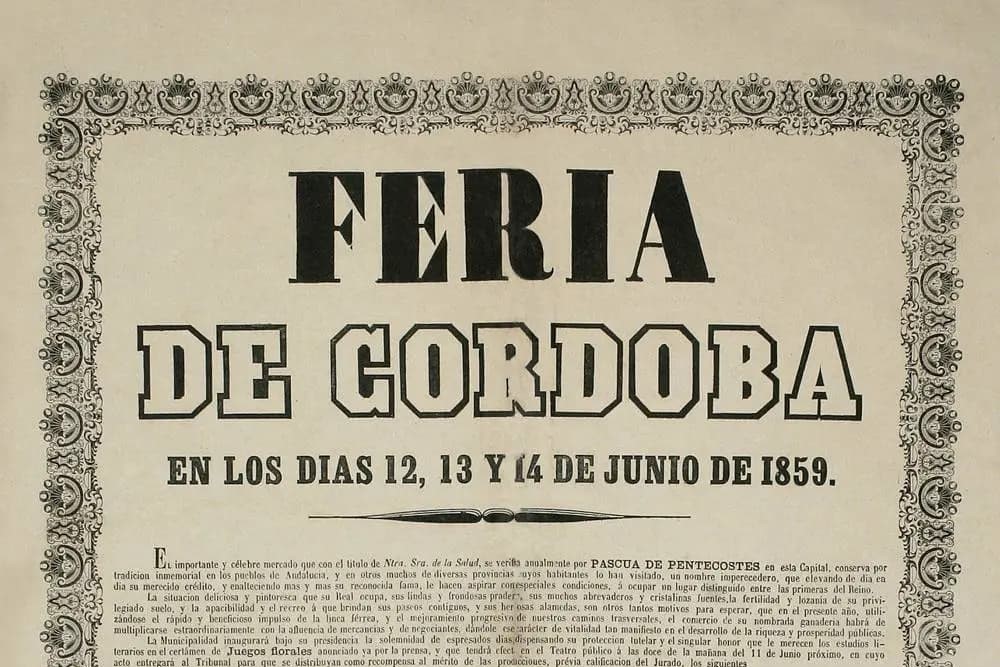 FERIA
DE CORDOBA
EN LOS DIAS 12, 13 Y 14 DE JUNIO DE 1859.
EL importante y célebre mercado que con el título de Ntra. Sra. de la Salud, se verifia anualmente por PASCUA DE PENTECOSTES en esta Capital, conserva por
tradicion inmemorial en los pueblos de Andalucía, y en otros muchos de diversas provincias cuyos habitantes lo han visitado, un nombre imperecedero, que elevando de dia en
dia su merecido crédito, y enalteciendo mas y mas su reconocida fama, le hacen aspirar con especiales condiciones, á ocupar un lugar distinguido entre las primeras del Reino.
La situacion deliciosa y pintoresca que su Real ocupa, sus lindas y frondosas praderas, sus muchos abrevaderos y cristalinas fuentes, la fertilidad y lozania de su privi-
legiado suelo, y la apacibilidad y el recreo á que brindan sus paseos contiguos, y sus hermosas alamedas, son otros tantos motivos para esperar, que en el presente año, utili-
zándose el rápido y beneficioso impulso de la línea férrea, y el mejoramiento progresivo de nuestros caminos trasversales, el comercio de su nombrada ganadería habrá de
multiplicarse estraordinariamente con la afluencia de mercancias y de negociantes, dándole ese carácter de vitalidad tan manifiesto en el desarrollo de la riqueza y prosperidad públicas.
La Municipalidad inaugurará bajo su presidencia la solemnidad de espresados dias, dispensando su proteccion tutelar y el singular honor que le merecen los estudios li-
terarios en el certámen de Juegos florales anunciado ya por la prensa, y que tendrá efecto en el Teatro público á las doce de la mañana del 11 de Junio próximo, en cuyo
acto entregará al Tribunal para que se distribuyan como recompensa al mérito de las producciones, prévia calificacion del Jurado, los siguientes